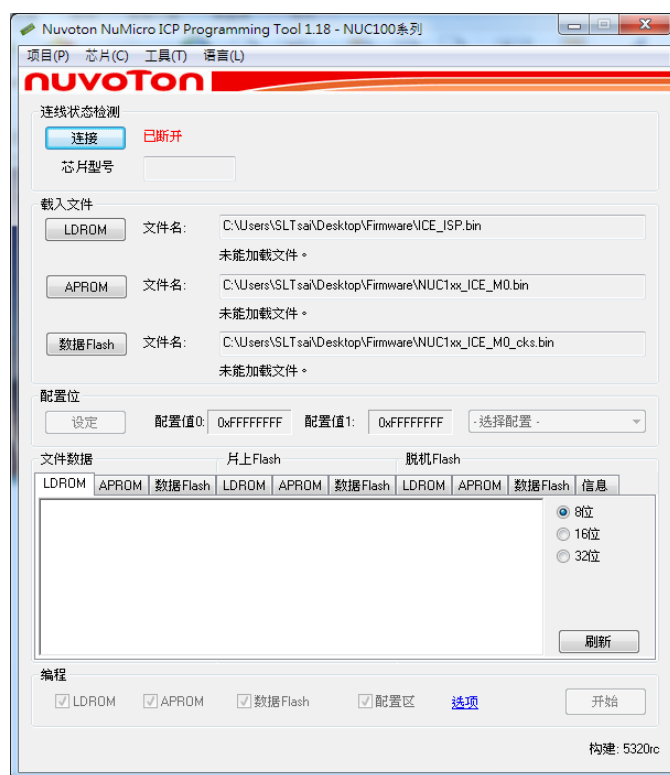 Nuvoton NuMicro ICP Programming Tool 1.18 - NUC100系列
项目(P) 芯片(C) 工具(T) 语言(L)
nuvoTon
连线状态检测
连接 已断开
芯片型号
载入文件
LDROM 文件名: C:\Users\SLTsai\Desktop\Firmware\ICE_ISP.bin
未能加载文件。
APROM 文件名: C:\Users\SLTsai\Desktop\Firmware\NUC1xx_ICE_M0.bin
未能加载文件。
数据Flash 文件名: C:\Users\SLTsai\Desktop\Firmware\NUC1xx_ICE_M0_cks.bin
未能加载文件。
配置位
设定 配置值0: 0xFFFFFFFF 配置值1: 0xFFFFFFFF -选择配置-
文件数据 片上Flash 脱机Flash
LDROM APROM 数据Flash LDROM APROM 数据Flash LDROM APROM 数据Flash 信息
8位
16位
32位
刷新
编程
LDROM APROM 数据Flash 配置区 选项 开始
构建: 5320rc